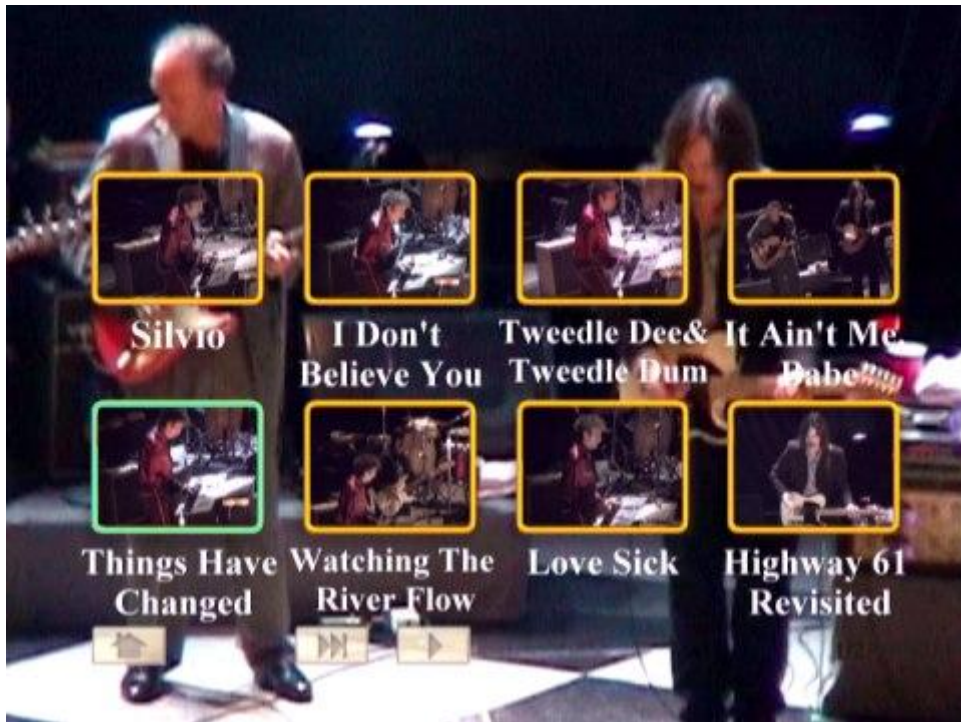 Silvio
I Don't
Believe You
Tweedle Dee&
Tweedle Dum
It Ain't Me,
Babe
Things Have
Changed
Watching The
River Flow
Love Sick
Highway 61
Revisited